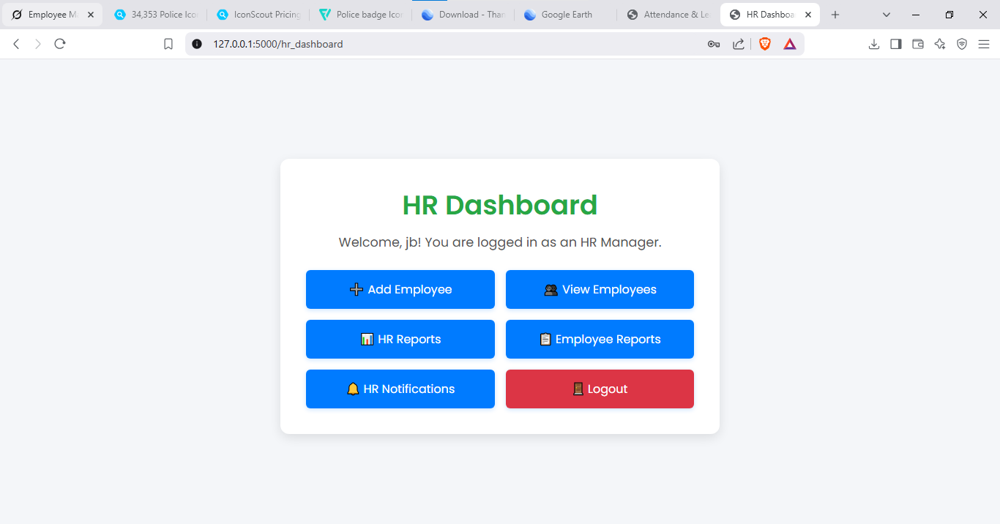 Employee M
34,353 Police Icon
IconScout Pricing
Police badge Icon
Download - Than
Google Earth
Attendance & Le
HR Dashboa
127.0.0.1:5000/hr_dashboard
HR Dashboard
Welcome, jb! You are logged in as an HR Manager.
Add Employee
View Employees
HR Reports
Employee Reports
HR Notifications
Logout